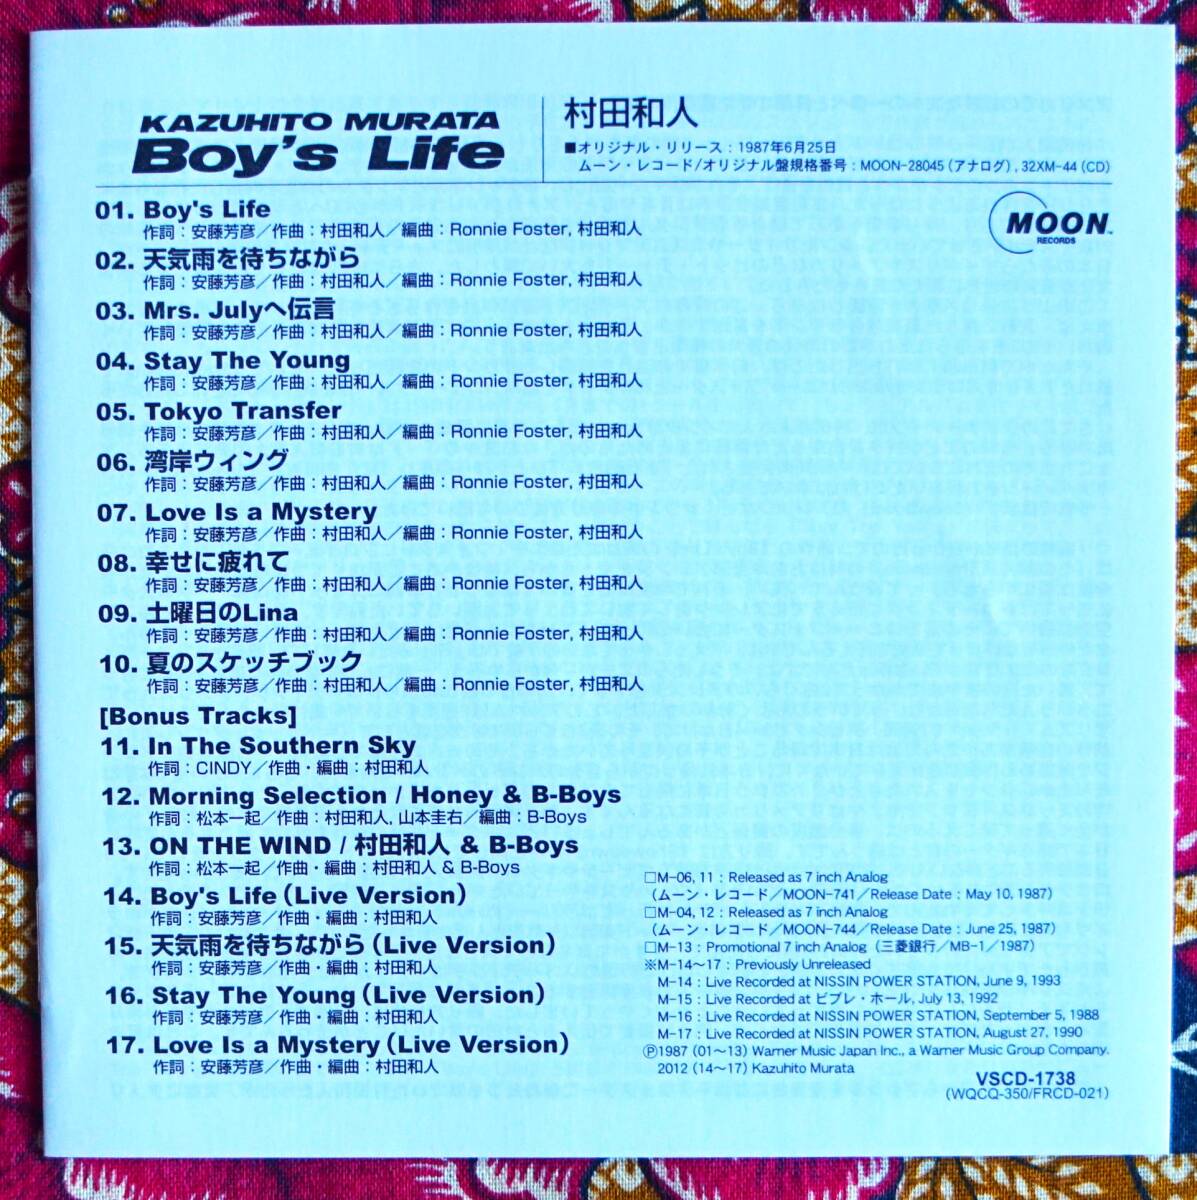 KAZUHITO MURATA
Boy's Life
村田和人
■オリジナル・リリース：1987年6月25日
ムーン・レコード/オリジナル盤規格番号：MOON-28045（アナログ）, 32XM-44（CD）
MOON
RECORDS
01. Boy's Life
作詞：安藤芳彦／作曲：村田和人／編曲：Ronnie Foster, 村田和人
02. 天気雨を待ちながら
作詞：安藤芳彦／作曲：村田和人／編曲：Ronnie Foster, 村田和人
03. Mrs. Julyへ伝言
作詞：安藤芳彦／作曲：村田和人／編曲：Ronnie Foster, 村田和人
04. Stay The Young
作詞：安藤芳彦／作曲：村田和人／編曲：Ronnie Foster, 村田和人
05. Tokyo Transfer
作詞：安藤芳彦／作曲：村田和人／編曲：Ronnie Foster, 村田和人
06. 湾岸ウィング
作詞：安藤芳彦／作曲：村田和人／編曲：Ronnie Foster, 村田和人
07. Love Is a Mystery
作詞：安藤芳彦／作曲：村田和人／編曲：Ronnie Foster, 村田和人
08. 幸せに疲れて
作詞：安藤芳彦／作曲：村田和人／編曲：Ronnie Foster, 村田和人
09. 土曜日のLina
作詞：安藤芳彦／作曲：村田和人／編曲：Ronnie Foster, 村田和人
10. 夏のスケッチブック
作詞：安藤芳彦／作曲：村田和人／編曲：Ronnie Foster, 村田和人
[Bonus Tracks]
11. In The Southern Sky
作詞：CINDY／作曲・編曲：村田和人
12. Morning Selection / Honey & B-Boys
作詞：松本一起／作曲：村田和人, 山本圭右／編曲：B-Boys
13. ON THE WIND / 村田和人 & B-Boys
作詞：松本一起／作曲・編曲：村田和人 & B-Boys
14. Boy's Life（Live Version）
作詞：安藤芳彦／作曲・編曲：村田和人
15. 天気雨を待ちながら（Live Version）
作詞：安藤芳彦／作曲・編曲：村田和人
16. Stay The Young（Live Version）
作詞：安藤芳彦／作曲・編曲：村田和人
17. Love Is a Mystery（Live Version）
作詞：安藤芳彦／作曲・編曲：村田和人
□M-06, 11：Released as 7 inch Analog
（ムーン・レコード／MOON-741／Release Date：May 10, 1987）
□M-04, 12：Released as 7 inch Analog
（ムーン・レコード／MOON-744／Release Date：June 25, 1987）
□M-13：Promotional 7 inch Analog（三菱銀行／MB-1／1987）
※M-14～17：Previously Unreleased
M-14：Live Recorded at NISSIN POWER STATION, June 9, 1993
M-15：Live Recorded at ビブレ・ホール, July 13, 1992
M-16：Live Recorded at NISSIN POWER STATION, September 5, 1988
M-17：Live Recorded at NISSIN POWER STATION, August 27, 1990
Ⓟ1987（01～13）Warner Music Japan Inc., a Warner Music Group Company.
2012（14～17）Kazuhito Murata
VSCD-1738
(WQCQ-350/FRCD-021)